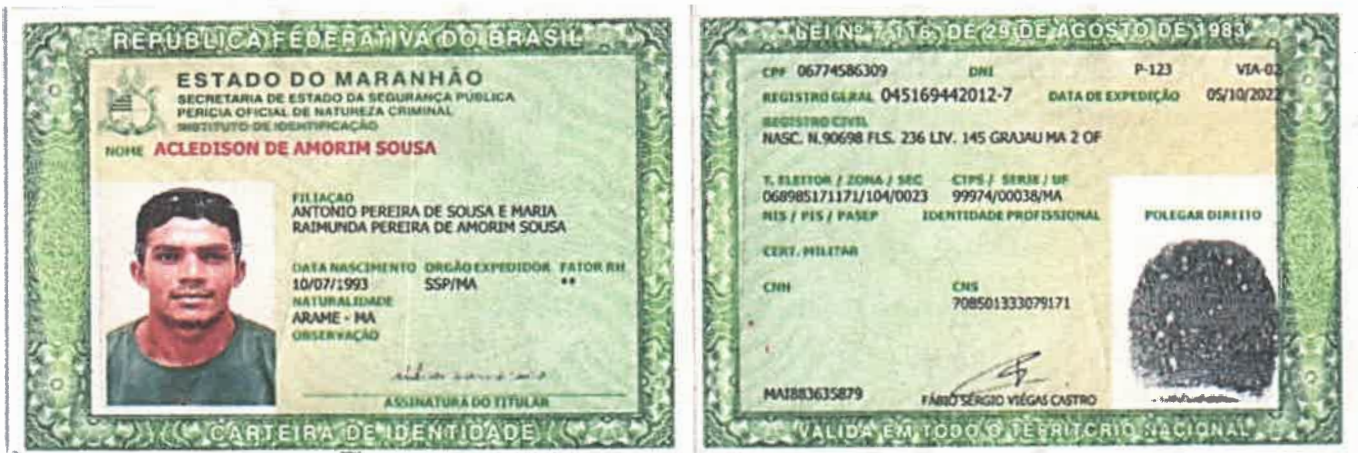 REPÚBLICA FEDERATIVA DO BRASIL
ESTADO DO MARANHÃO
SECRETARIA DE ESTADO DA SEGURANÇA PÚBLICA
PERÍCIA OFICIAL DE NATUREZA CRIMINAL
INSTITUTO DE IDENTIFICAÇÃO
NOME ACLEDISON DE AMORIM SOUSA
FILIAÇÃO
ANTONIO PEREIRA DE SOUSA E MARIA
RAIMUNDA PEREIRA DE AMORIM SOUSA
DATA NASCIMENTO ORGÃO EXPEDIDOR FATOR RH
10/07/1993 SSP/MA **
NATURALIDADE
ARAME - MA
OBSERVAÇÃO
ASSINATURA DO TITULAR
CARTEIRA DE IDENTIDADE
LEI Nº 7.116, DE 29 DE AGOSTO DE 1983
CPF 06774586309 DNI P-123 VIA-02
REGISTRO GERAL 045169442012-7 DATA DE EXPEDIÇÃO 05/10/2022
REGISTRO CIVIL
NASC. N.90698 FLS. 236 LIV. 145 GRAJAU MA 2 OF
T. ELEITOR / ZONA / SEC CTPS / SERIE / UF
068985171171/104/0023 99974/00038/MA
NIS / PIS / PASEP IDENTIDADE PROFISSIONAL POLEGAR DIREITO
CERT. MILITAR
CNH CNS
708501333079171
MAI883635879 FÁBIO SÉRGIO VIÉGAS CASTRO
VÁLIDA EM TODO O TERRITÓRIO NACIONAL